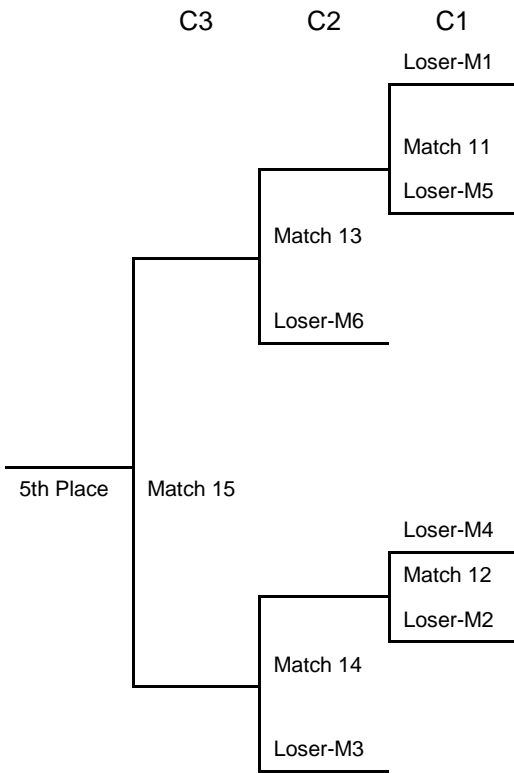 C3 C2 C1
Loser-M1
Match 11
Loser-M5
Match 13
Loser-M6
5th Place Match 15
Loser-M4
Match 12
Loser-M2
Match 14
Loser-M3